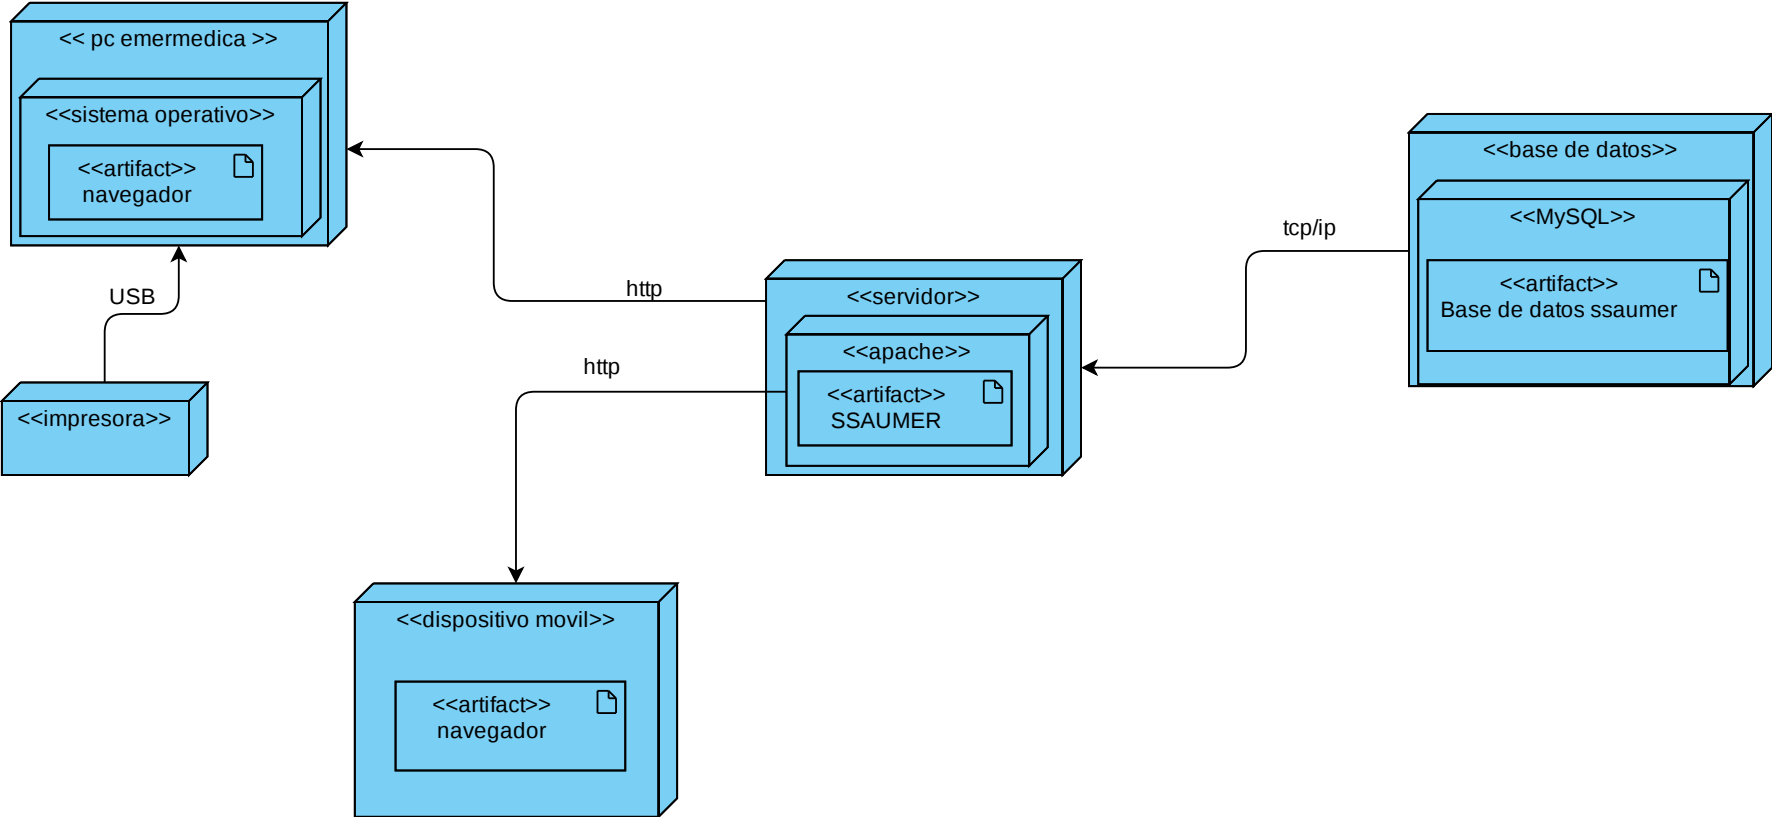 << pc emermedica >>
<<sistema operativo>>
<<artifact>>
navegador
USB
<<impresora>>
http
http
<<servidor>>
<<apache>>
<<artifact>>
SSAUMER
tcp/ip
<<base de datos>>
<<MySQL>>
<<artifact>>
Base de datos ssaumer
<<dispositivo movil>>
<<artifact>>
navegador